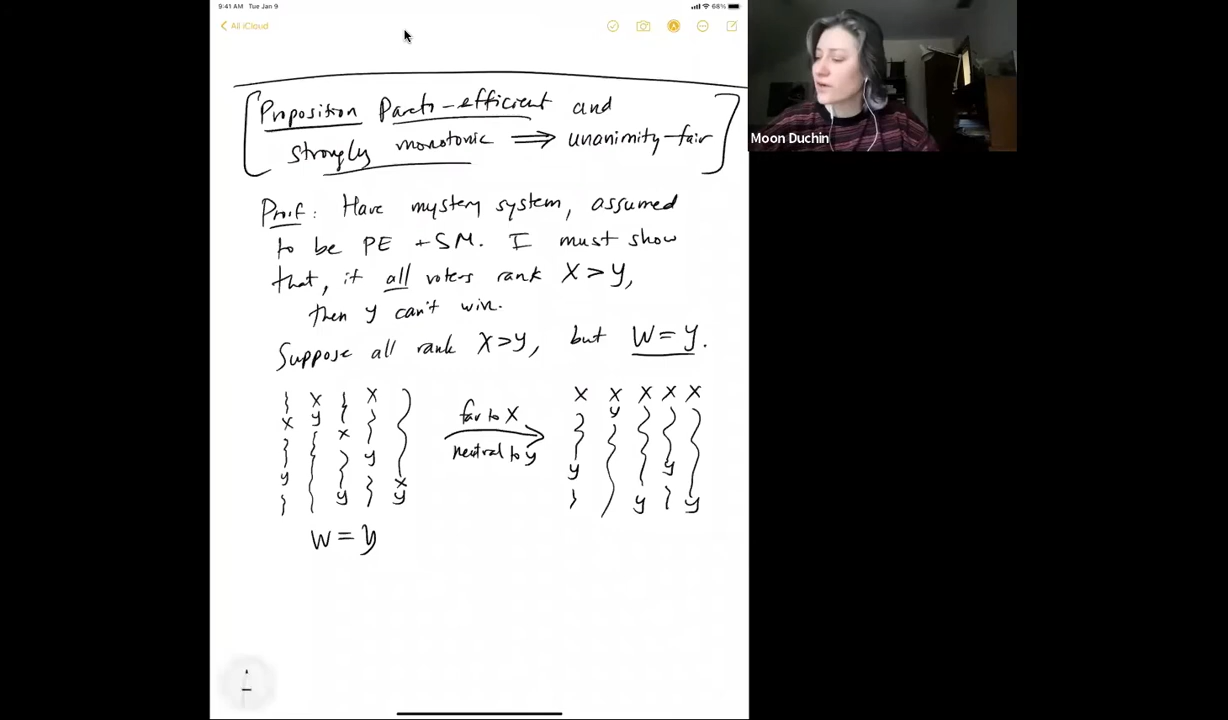 9:41 AM Tue Jan 9
68%
All iCloud
Proposition Pareto-efficient and
strongly monotonic ⟹ unanimity-fair
Proof: Have mystery system, assumed
to be PE + SM. I must show
that, if all voters rank X > Y,
then Y can't win.
Suppose all rank X > Y, but W = Y.
X X X X X
X Y Y
X Y
Y X Y
Y Y Y Y Y
fav to X
neutral to Y
W = Y
Moon Duchin